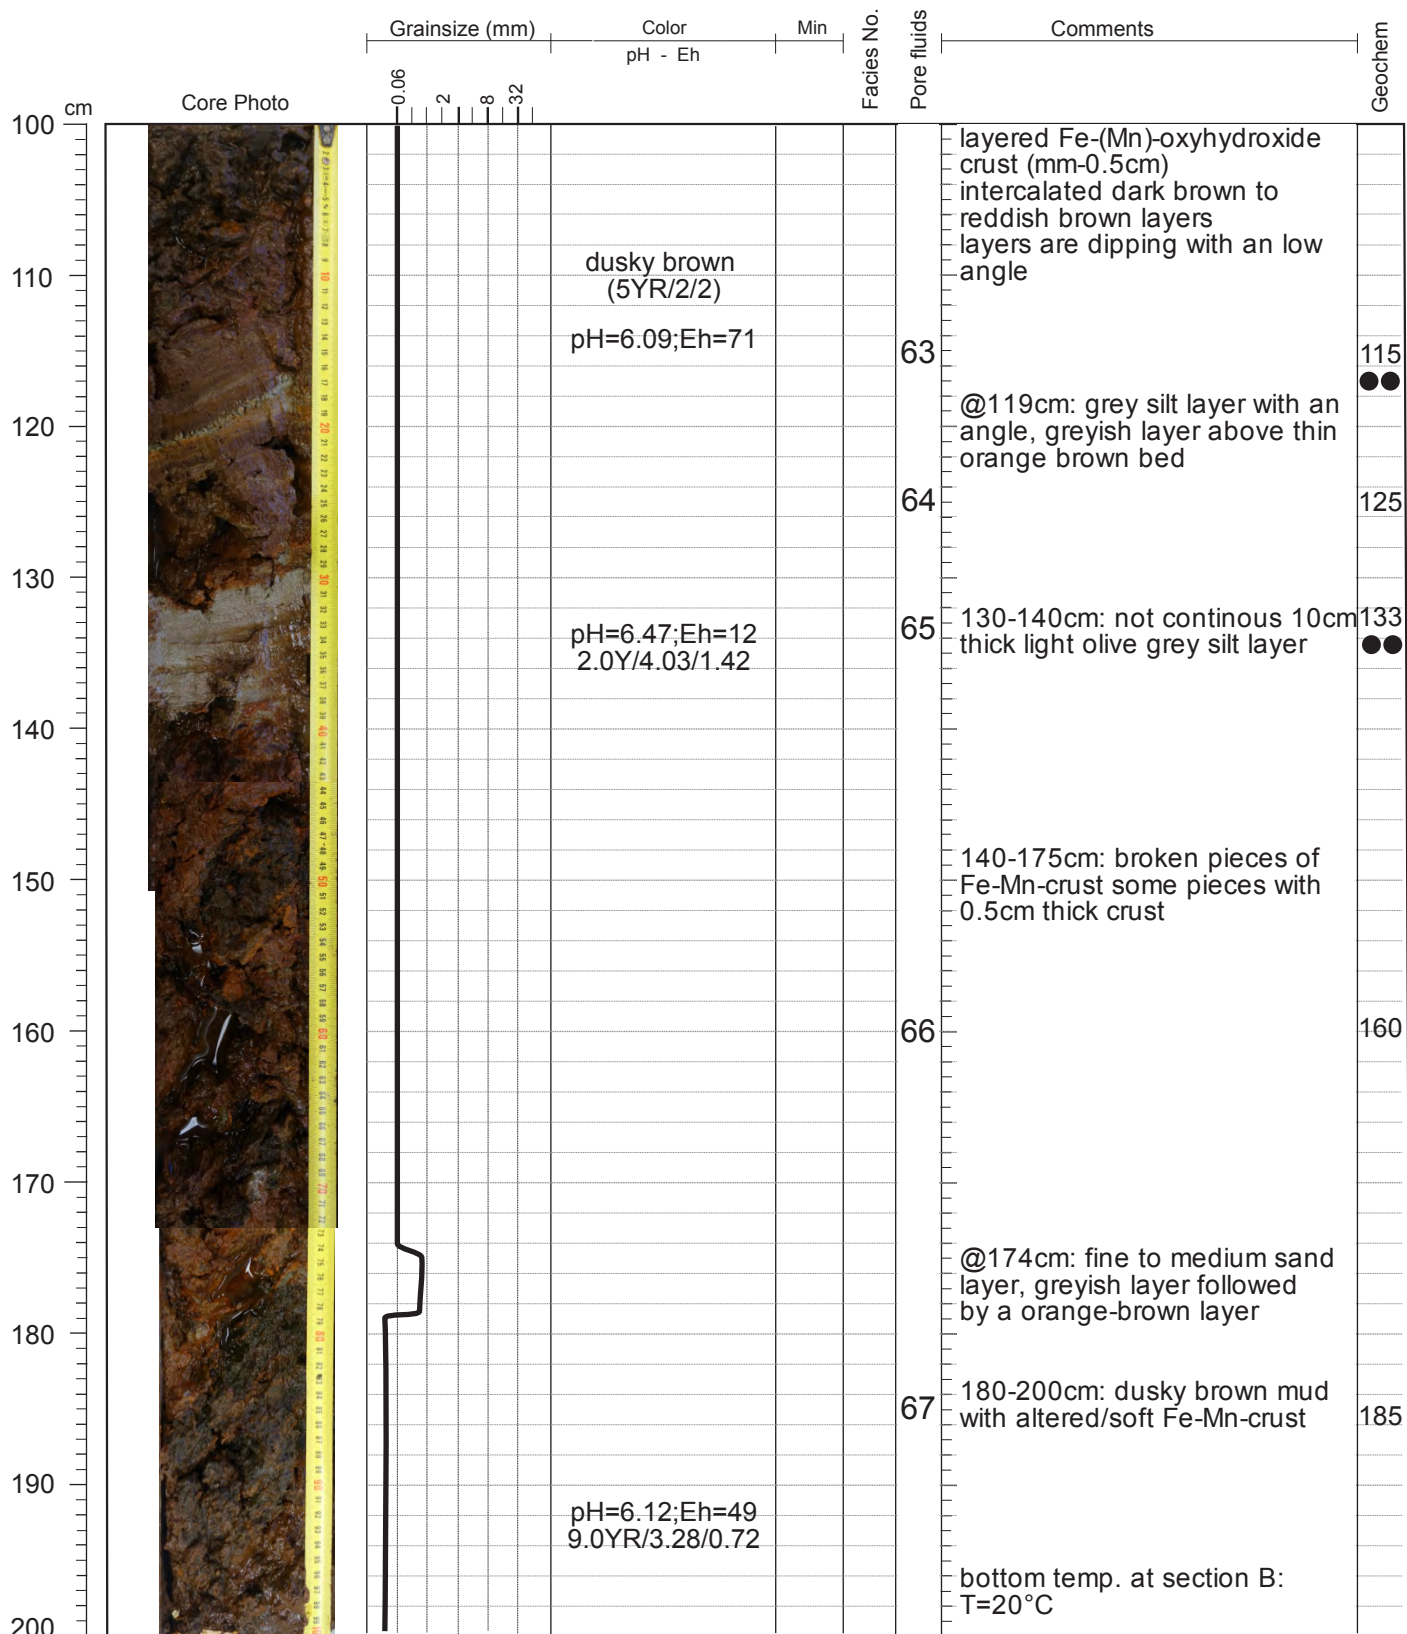 Grainsize (mm)
Color
Min
Facies No.
Pore fluids
Comments
Geochem
pH - Eh
cm
Core Photo
0.06
2
8
32
100
layered Fe-(Mn)-oxyhydroxide
crust (mm-0.5cm)
intercalated dark brown to
reddish brown layers
layers are dipping with an low
angle
110
dusky brown
(5YR/2/2)
pH=6.09;Eh=71
63
115
@119cm: grey silt layer with an
angle, greyish layer above thin
orange brown bed
120
64
125
130
130-140cm: not continous 10cm
thick light olive grey silt layer
65
133
pH=6.47;Eh=12
2.0Y/4.03/1.42
140
140-175cm: broken pieces of
Fe-Mn-crust some pieces with
0.5cm thick crust
150
160
66
160
170
@174cm: fine to medium sand
layer, greyish layer followed
by a orange-brown layer
180
180-200cm: dusky brown mud
with altered/soft Fe-Mn-crust
67
185
190
pH=6.12;Eh=49
9.0YR/3.28/0.72
bottom temp. at section B:
T=20°C
200